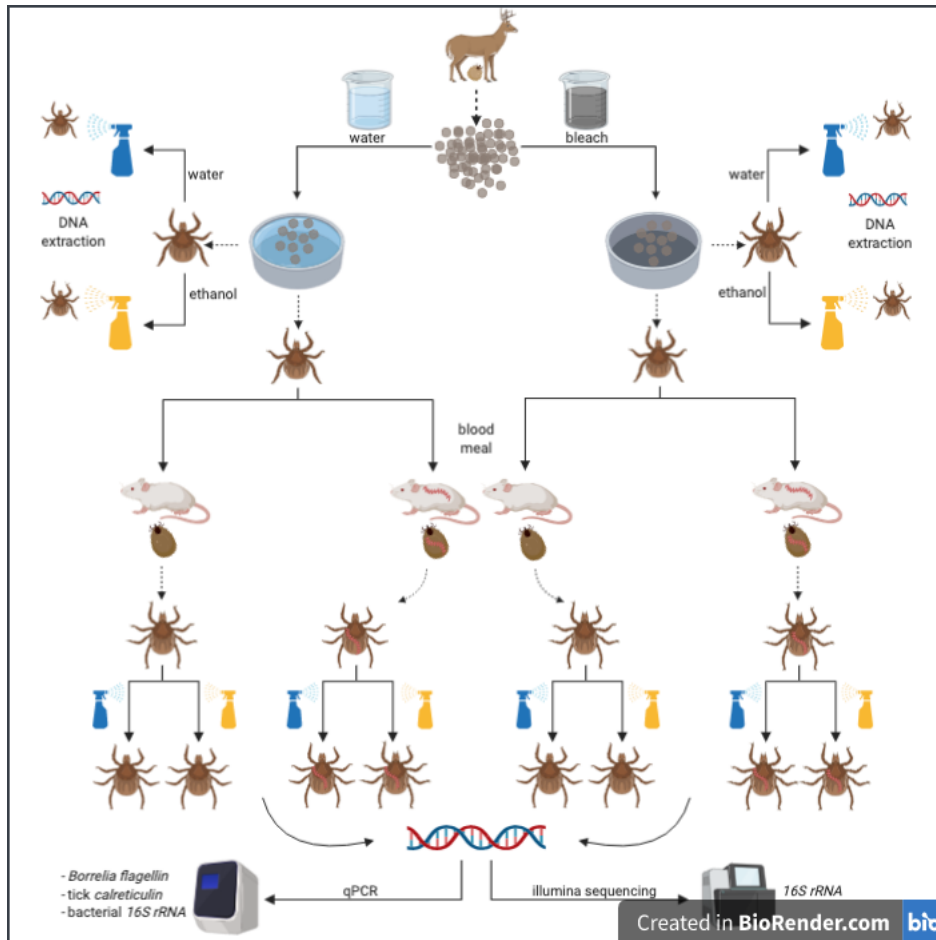 water
bleach
water
DNA
extraction
ethanol
water
DNA
extraction
ethanol
blood
meal
- Borrelia flagellin
- tick calreticulin
- bacterial 16S rRNA
qPCR
illumina sequencing
16S rRNA
Created in BioRender.com
bio